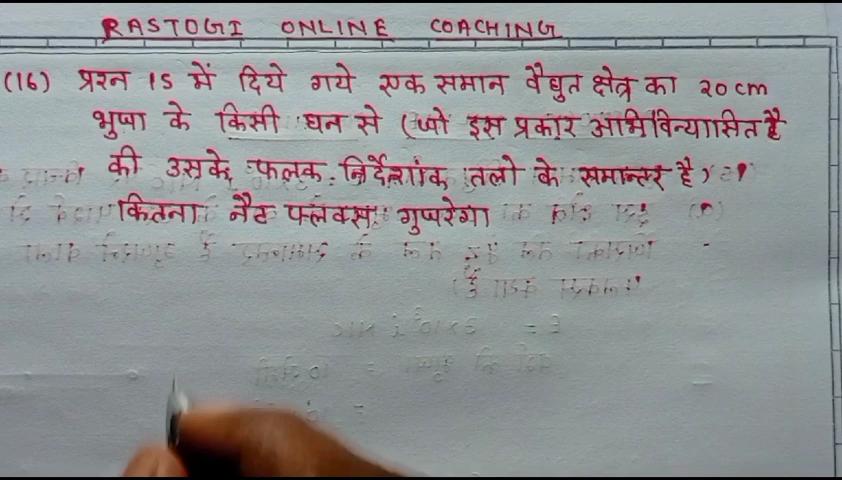 RASTOGI ONLINE COACHING
(16) प्रश्न 15 में दिये गये एक समान वैद्युत क्षेत्र का 20 cm
भुजा के किसी घन से (जो इस प्रकार अभिविन्यासित है
की उसके फलक निर्देशांक तलो के समान्तर है)
कितना नैट फ्लक्स गुजरेगा